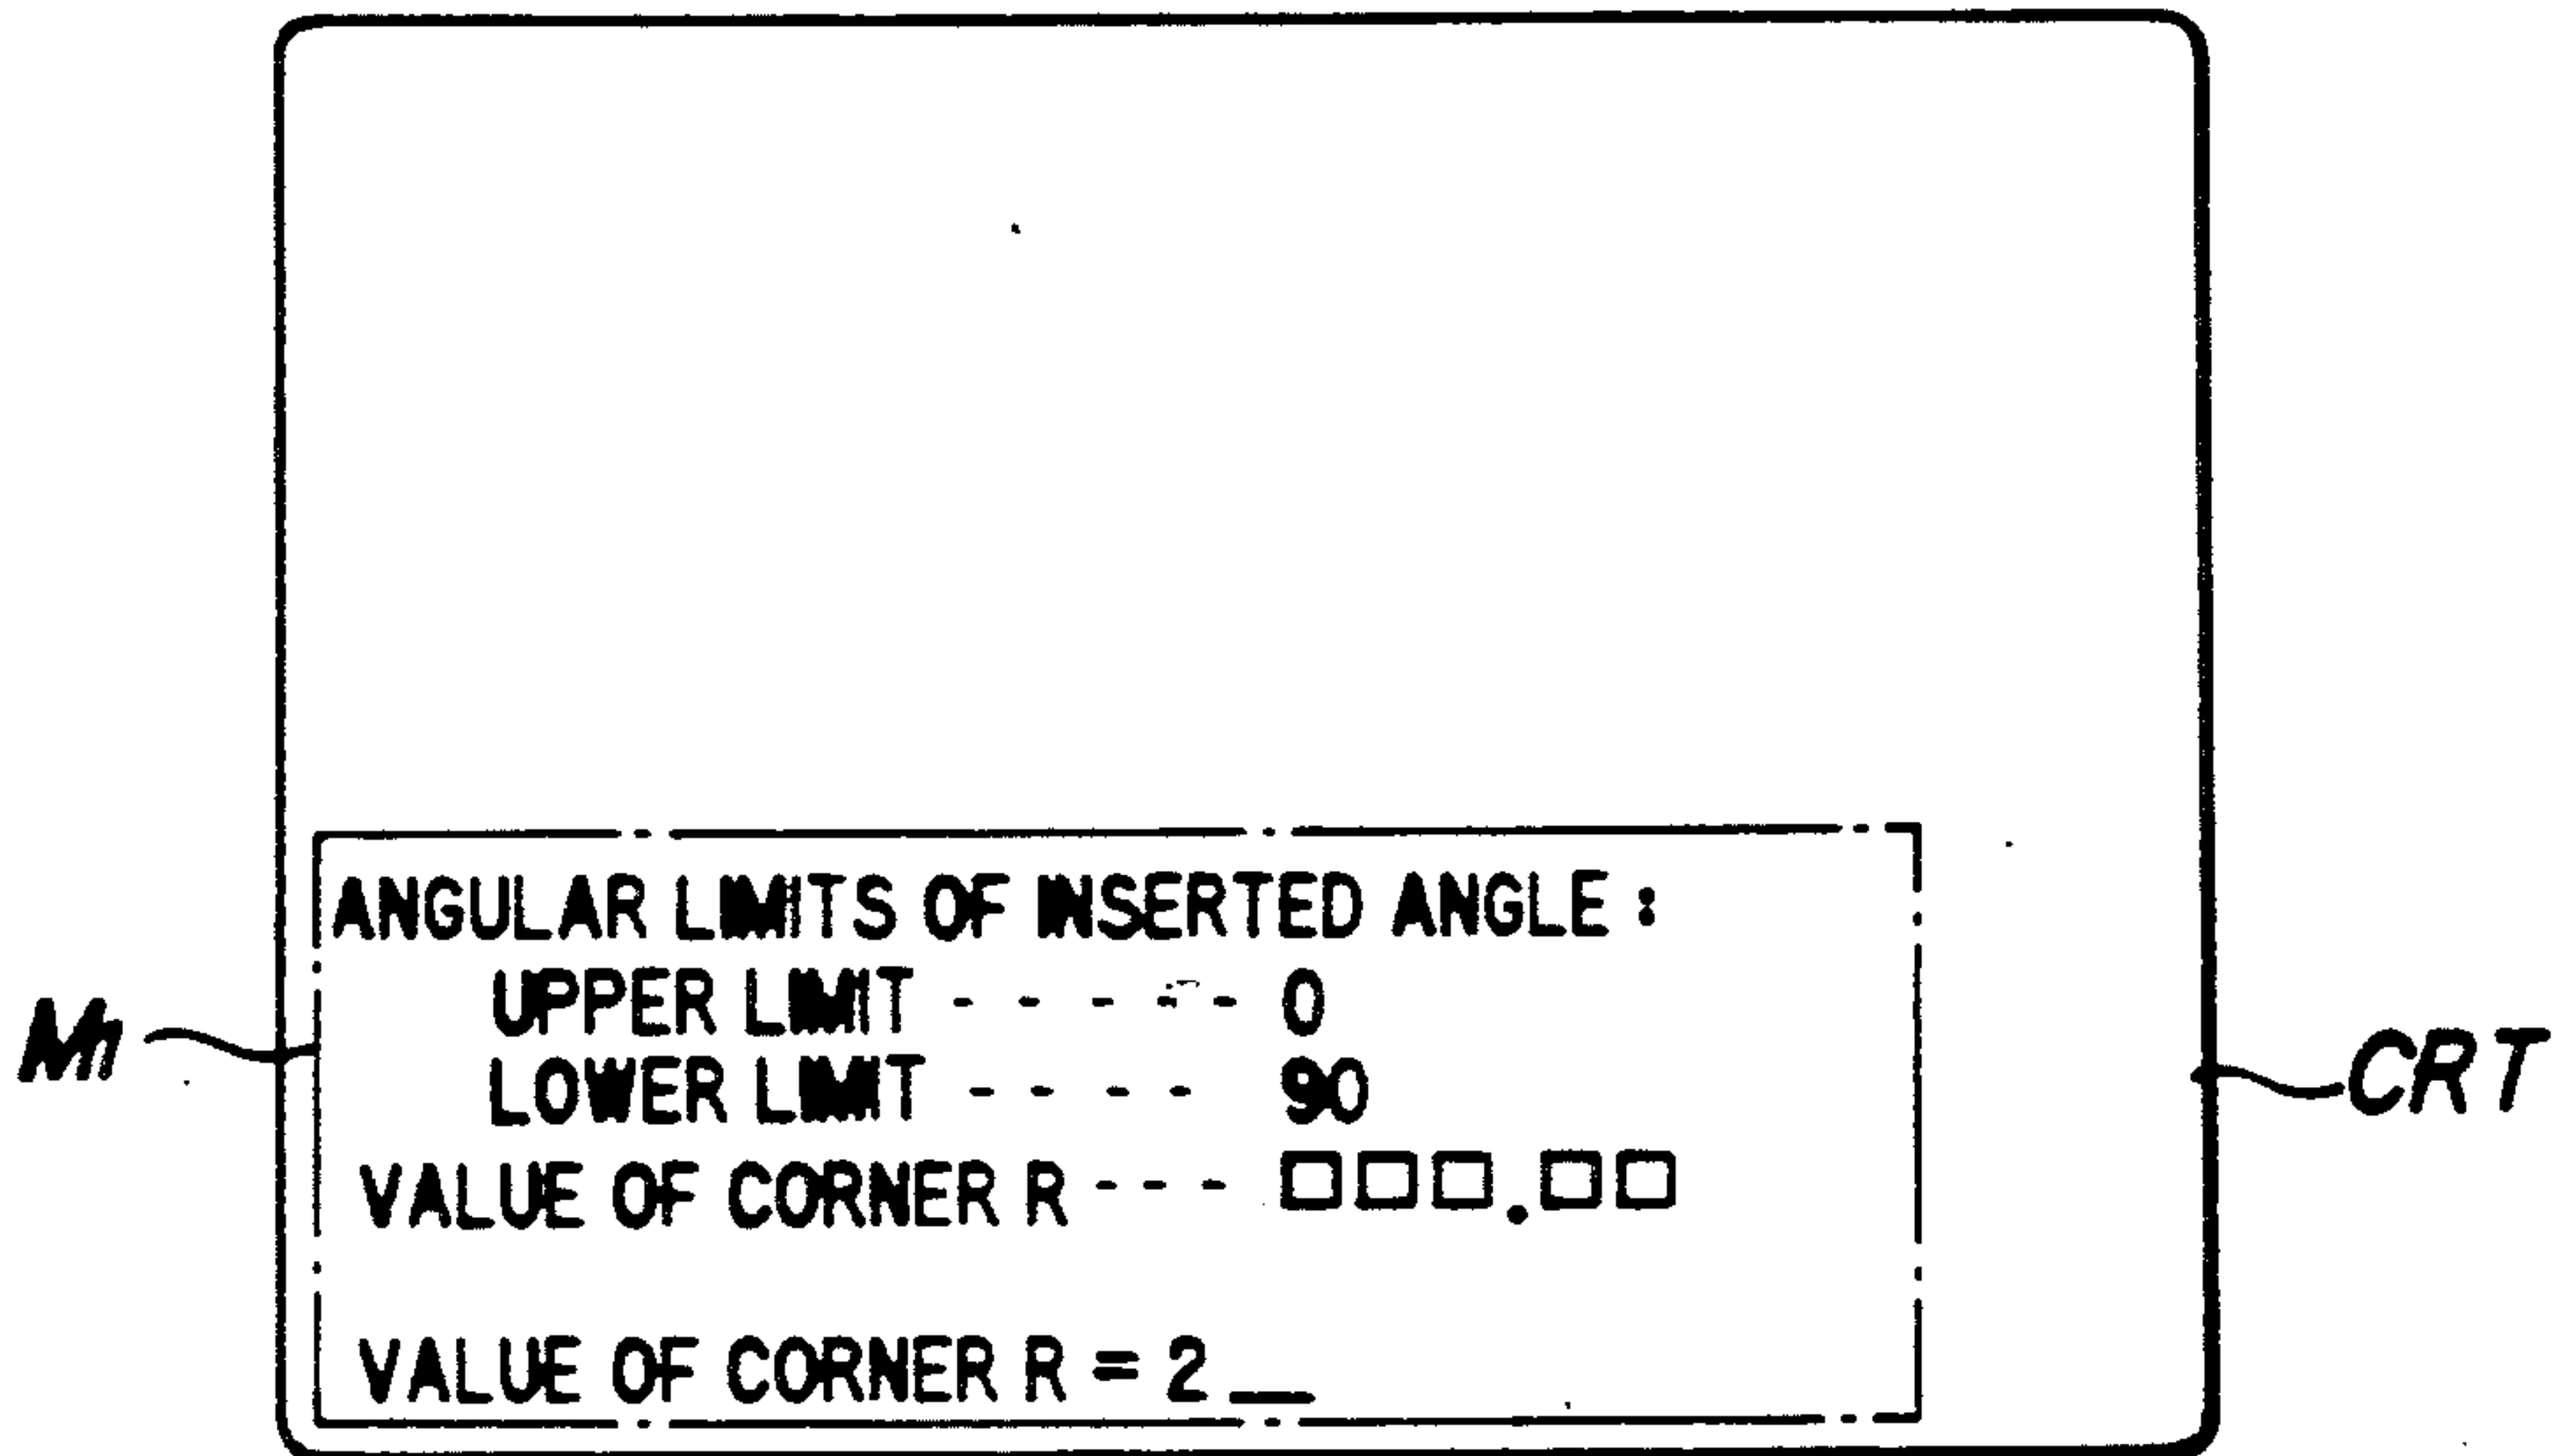 ANGULAR LIMITS OF INSERTED ANGLE :
UPPER LIMIT - - - - - 0
LOWER LIMIT - - - - 90
VALUE OF CORNER R - - - □□□.□□
VALUE OF CORNER R = 2__
M1
CRT